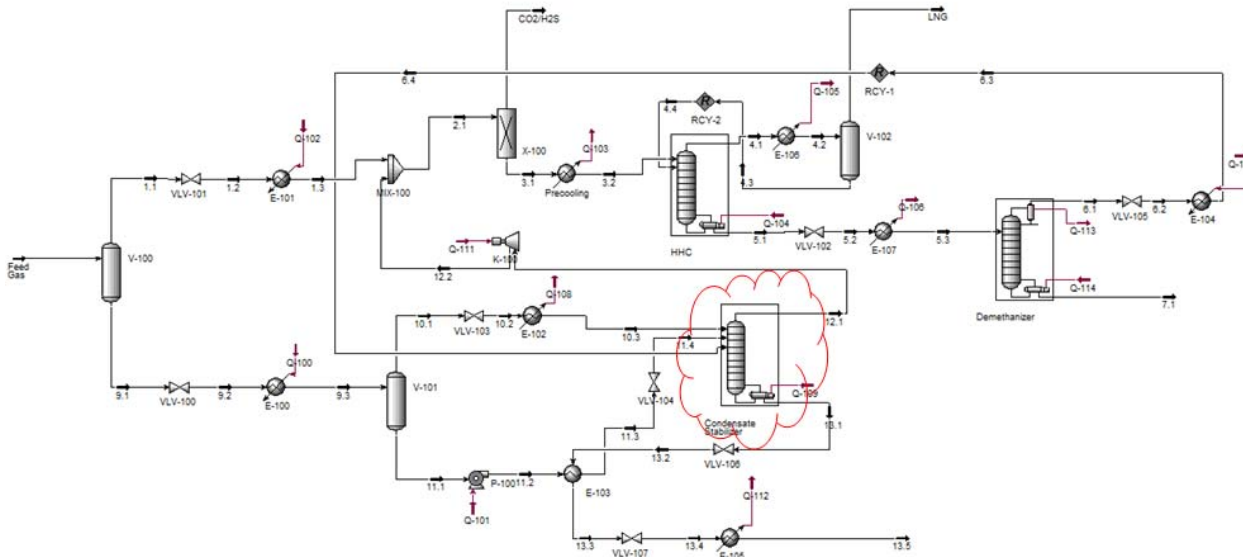 CO2/H2S
LNG
6.4
RCY-1
6.3
Q-105
4.4
RCY-2
4.1
E-106
4.2
V-102
2.1
X-100
Q-102
Q-103
1.1
VLV-101
1.2
E-101
1.3
MIX-100
3.1
Precooling
3.2
4.3
Q-104
Q-106
6.1
VLV-105
6.2
E-104
Q-113
HHC
5.1
VLV-102
5.2
E-107
5.3
Feed
Gas
V-100
Q-111
K-100
12.2
Q-114
7.1
Demethanizer
Q-108
10.1
VLV-103
10.2
E-102
10.3
11.4
12.1
Q-100
9.1
VLV-100
9.2
E-100
9.3
V-101
VLV-104
Q-109
Condensate
Stabilizer
13.1
11.3
13.2
VLV-106
11.1
P-100
11.2
E-103
Q-101
Q-112
13.3
VLV-107
13.4
E-105
13.5